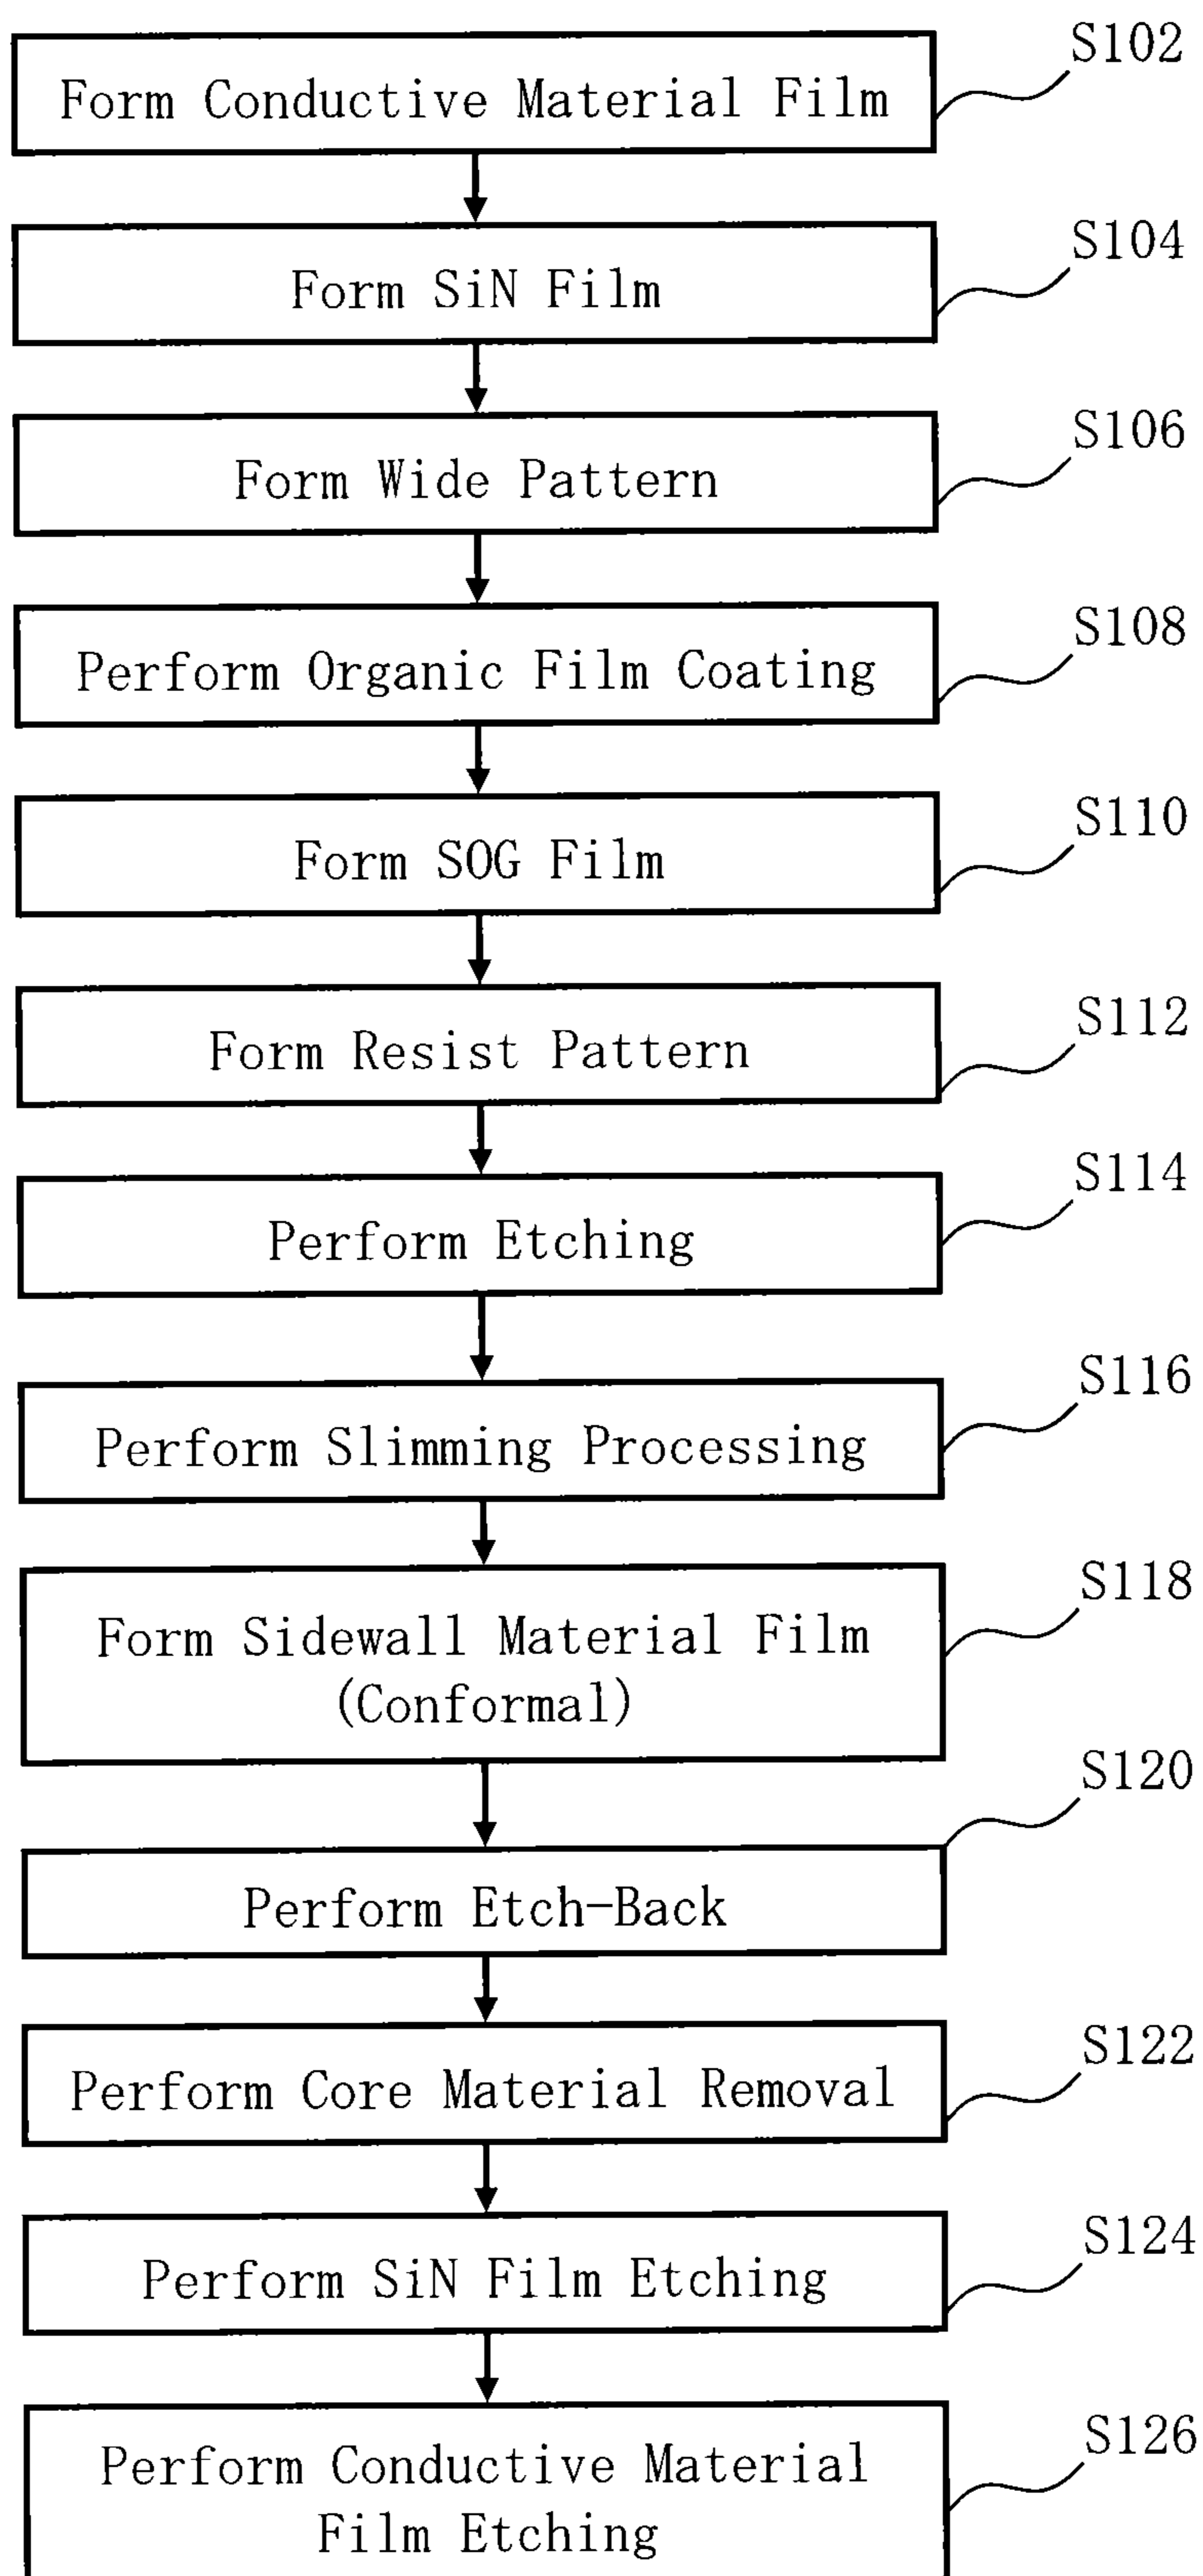 Form Conductive Material Film
S102
Form SiN Film
S104
Form Wide Pattern
S106
Perform Organic Film Coating
S108
Form SOG Film
S110
Form Resist Pattern
S112
Perform Etching
S114
Perform Slimming Processing
S116
Form Sidewall Material Film
(Conformal)
S118
Perform Etch-Back
S120
Perform Core Material Removal
S122
Perform SiN Film Etching
S124
Perform Conductive Material
Film Etching
S126